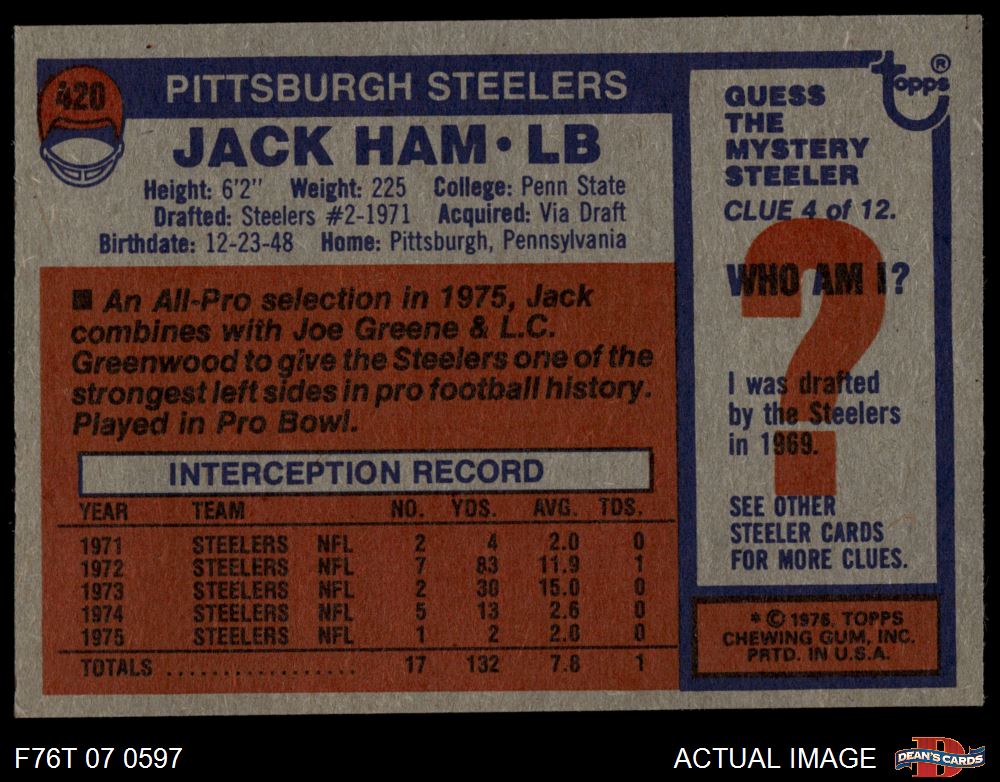 420
PITTSBURGH STEELERS
JACK HAM • LB
Height: 6'2" Weight: 225 College: Penn State
Drafted: Steelers #2-1971 Acquired: Via Draft
Birthdate: 12-23-48 Home: Pittsburgh, Pennsylvania
■ An All-Pro selection in 1975, Jack
combines with Joe Greene & L.C.
Greenwood to give the Steelers one of the
strongest left sides in pro football history.
Played in Pro Bowl.
INTERCEPTION RECORD
YEAR TEAM NO. YDS. AVG. TDS.
1971 STEELERS NFL 2 4 2.0 0
1972 STEELERS NFL 7 83 11.9 1
1973 STEELERS NFL 2 30 15.0 0
1974 STEELERS NFL 5 13 2.6 0
1975 STEELERS NFL 1 2 2.0 0
TOTALS .................. 17 132 7.8 1
topps®
GUESS
THE
MYSTERY
STEELER
CLUE 4 of 12.
?
WHO AM I?
I was drafted
by the Steelers
in 1969.
SEE OTHER
STEELER CARDS
FOR MORE CLUES.
* © 1976, TOPPS
CHEWING GUM, INC.
PRTD. IN U.S.A.
F76T 07 0597
ACTUAL IMAGE
D
DEAN'S CARDS